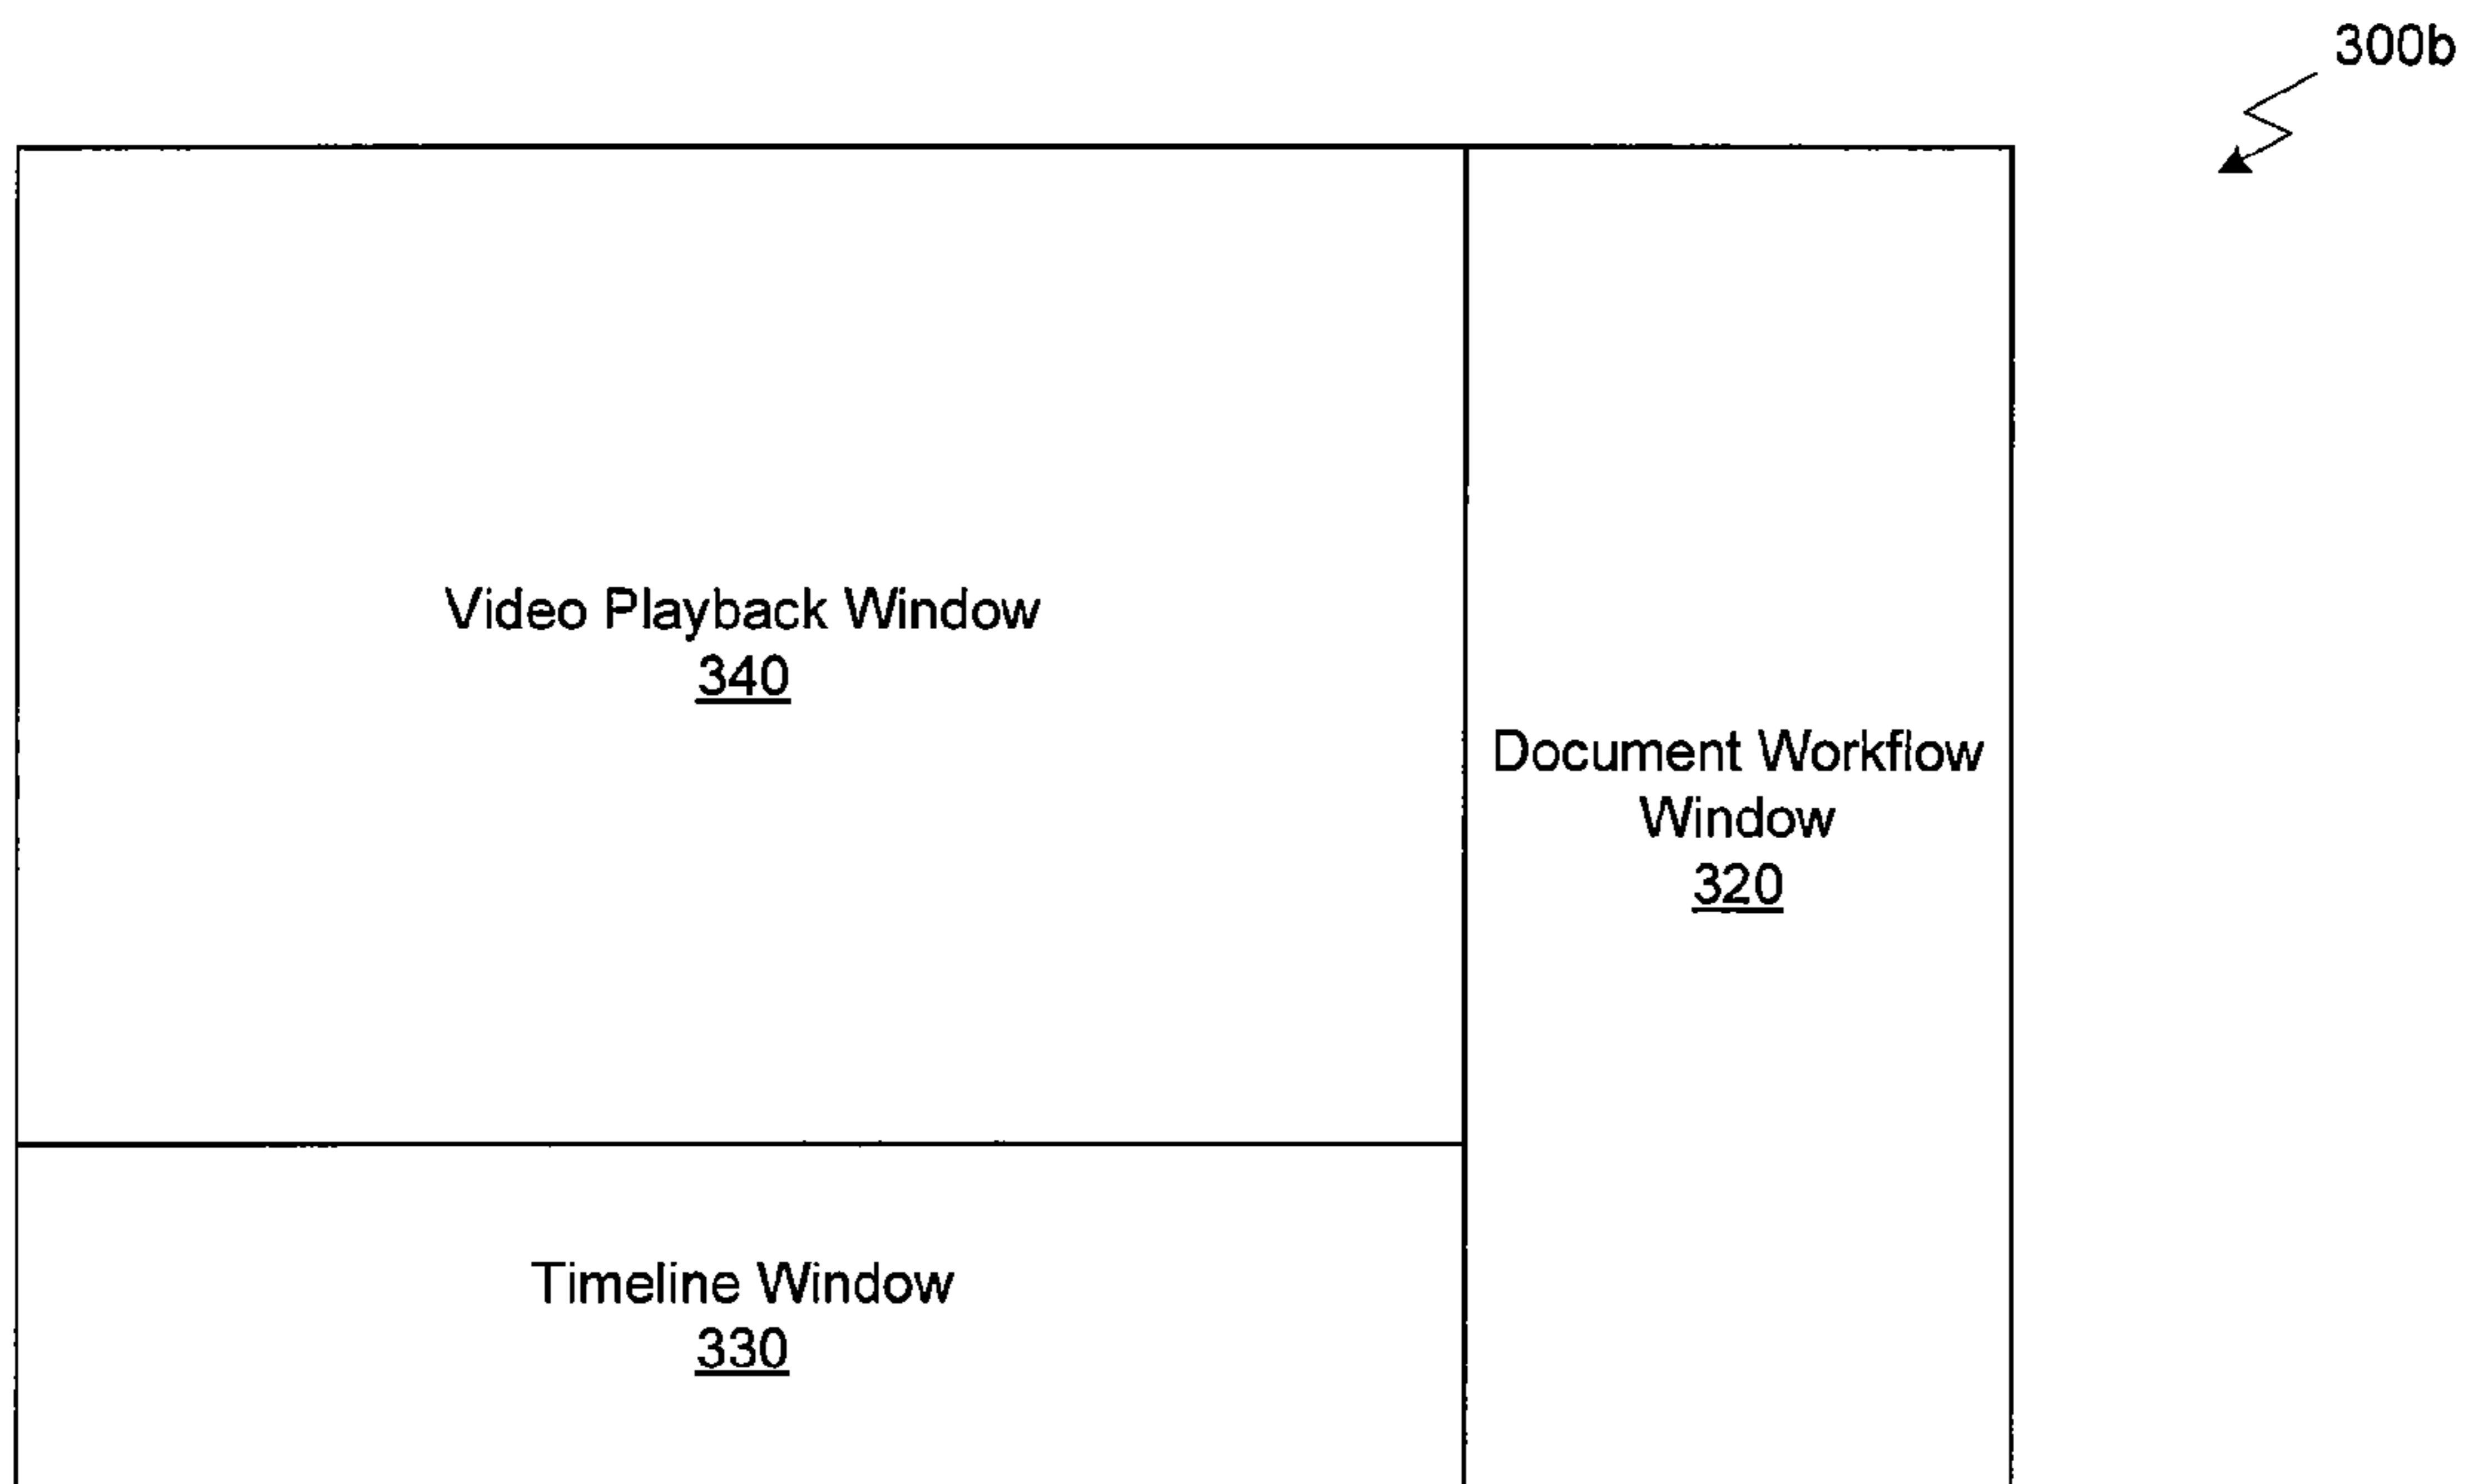 300b
Video Playback Window
340
Document Workflow
Window
320
Timeline Window
330